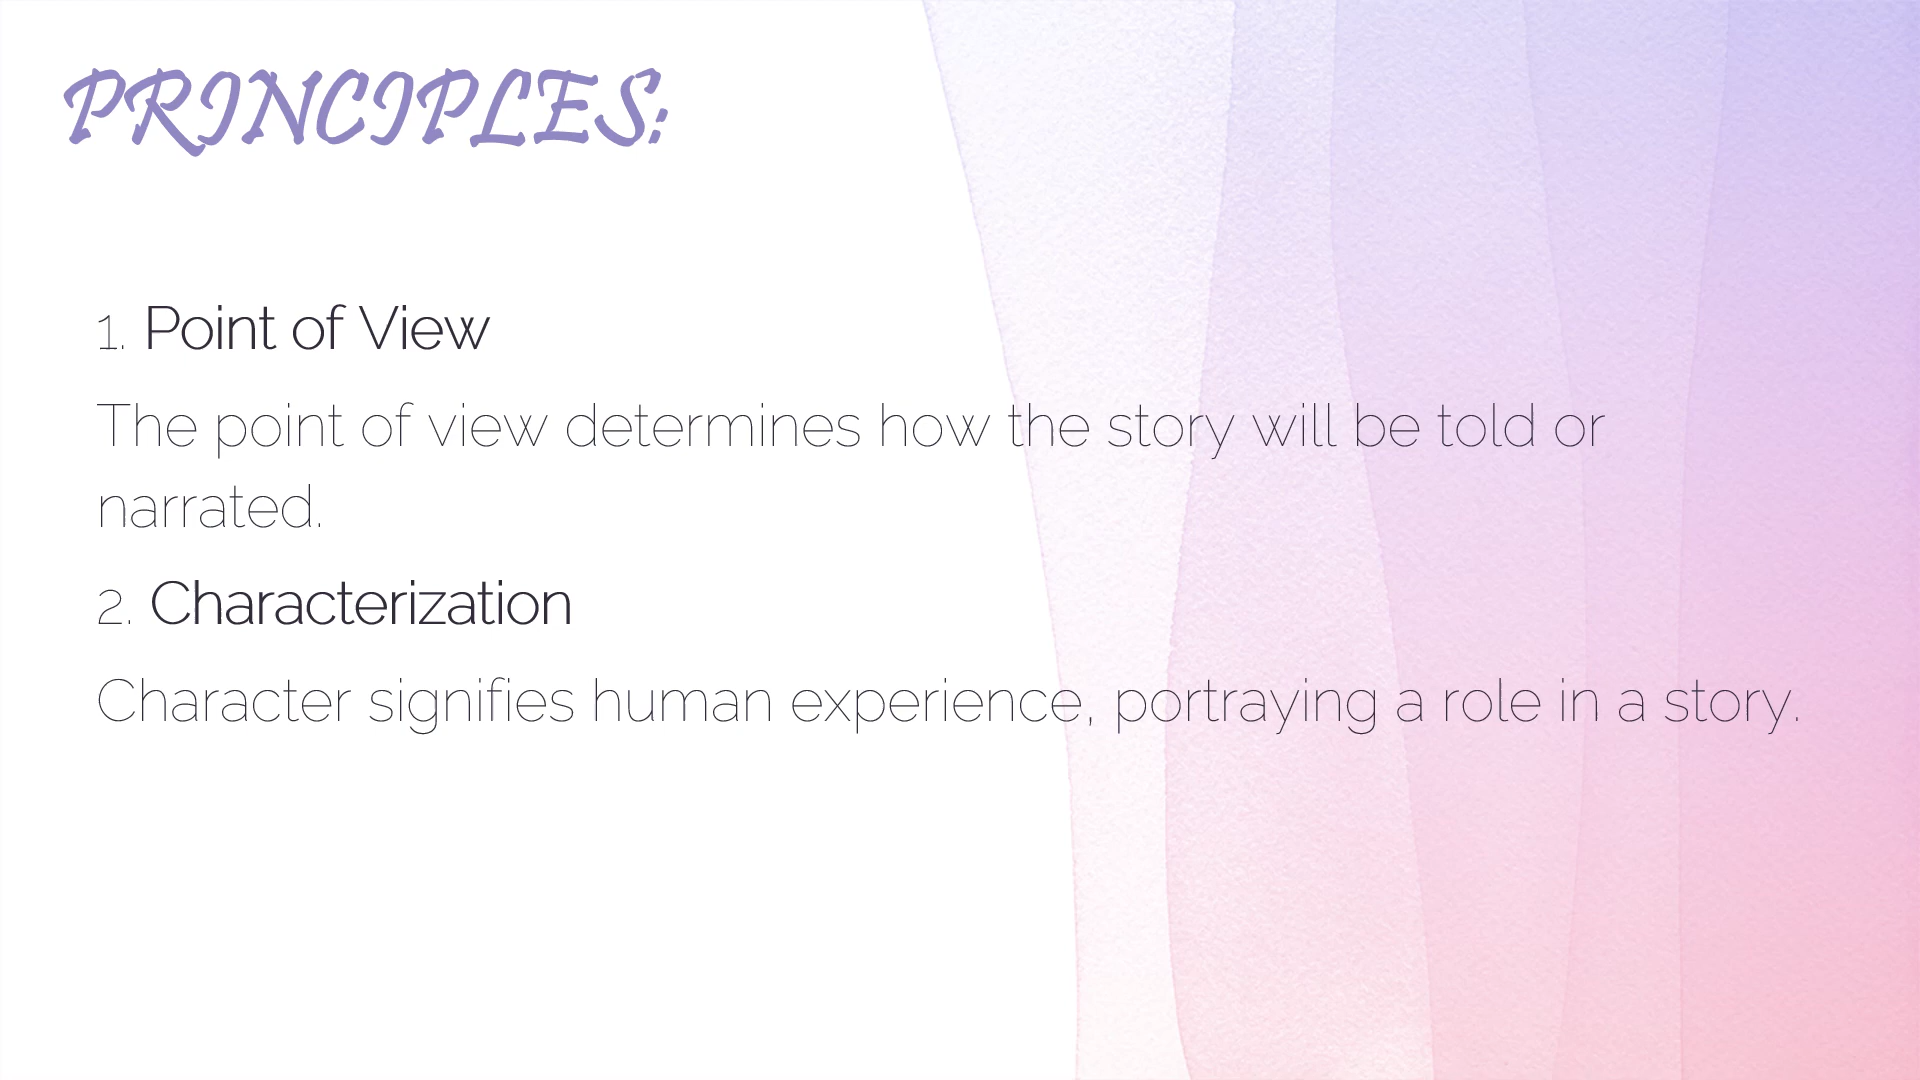 PRINCIPLES:
1. Point of View
The point of view determines how the story will be told or
narrated.
2. Characterization
Character signifies human experience, portraying a role in a story.